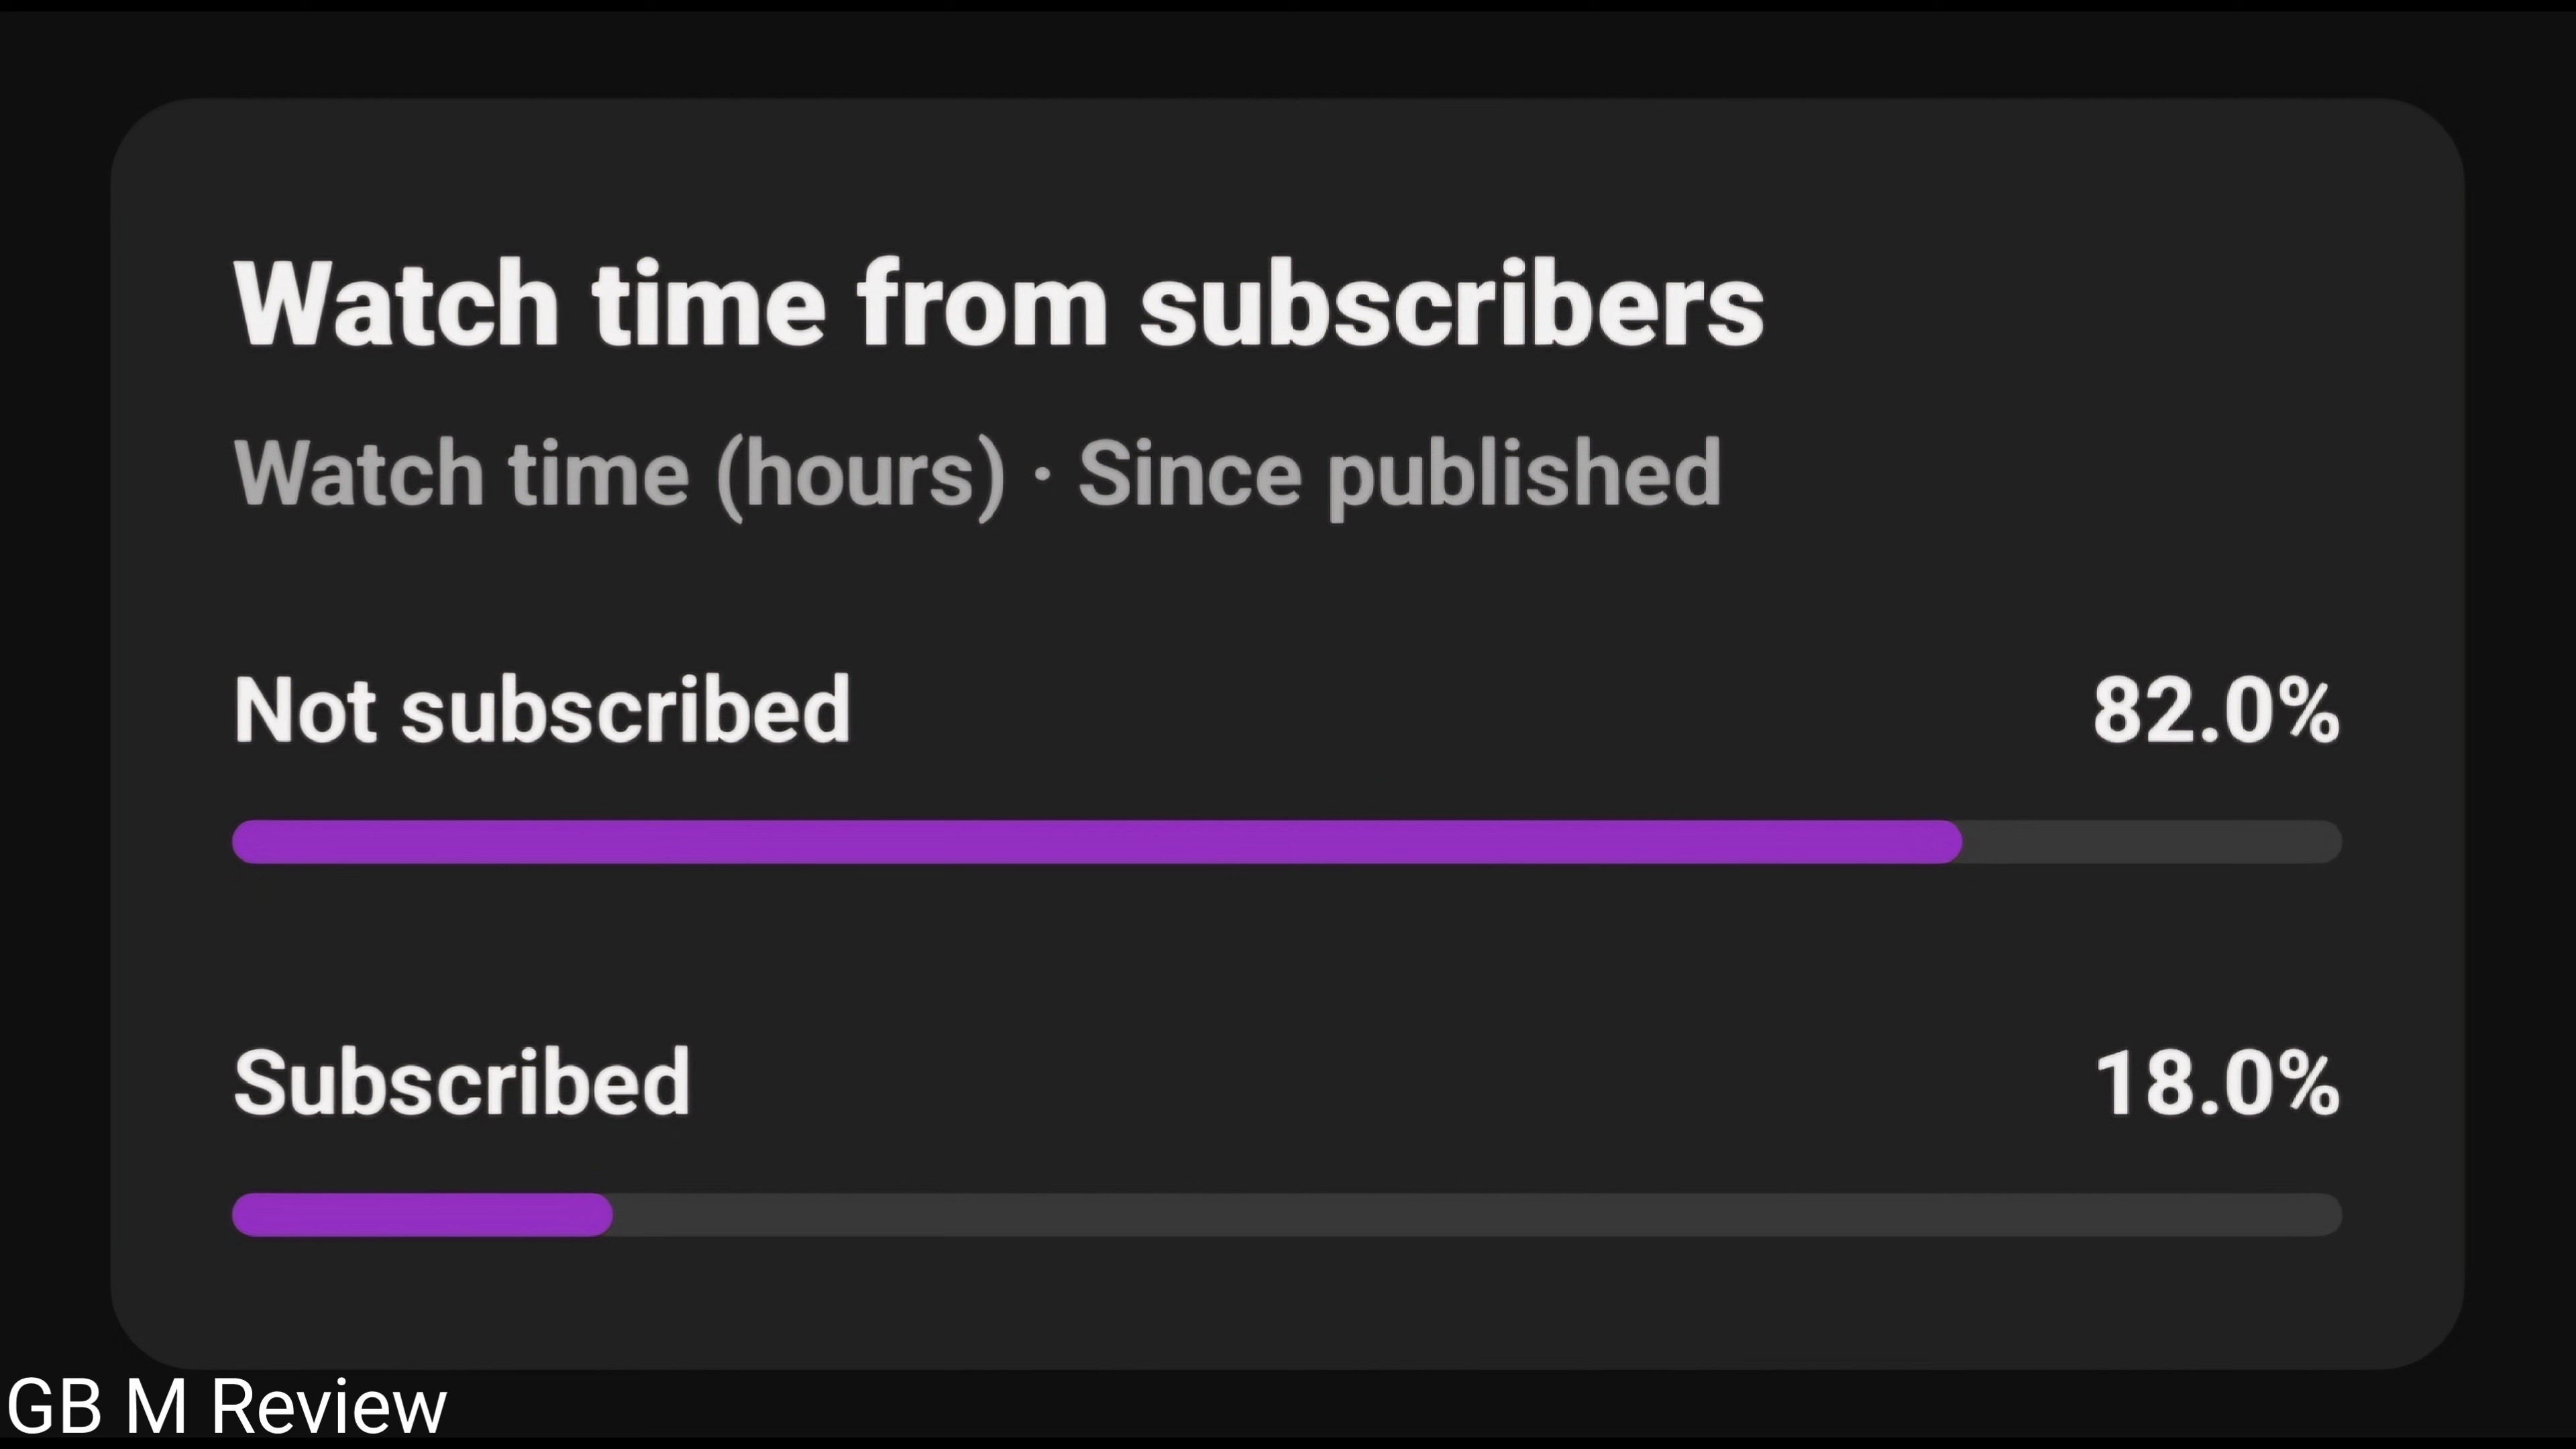 Watch time from subscribers
Watch time (hours) · Since published
Not subscribed 82.0%
Subscribed 18.0%
GB M Review